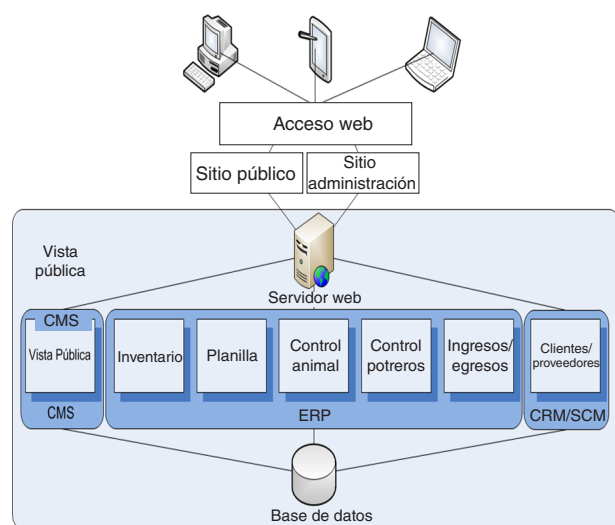 Acceso web
Sitio público
Sitio
administración
Vista
pública
Servidor web
CMS
Vista Pública
CMS
Inventario
Planilla
Control
animal
Control
potreros
Ingresos/
egresos
ERP
Clientes/
proveedores
CRM/SCM
Base de datos